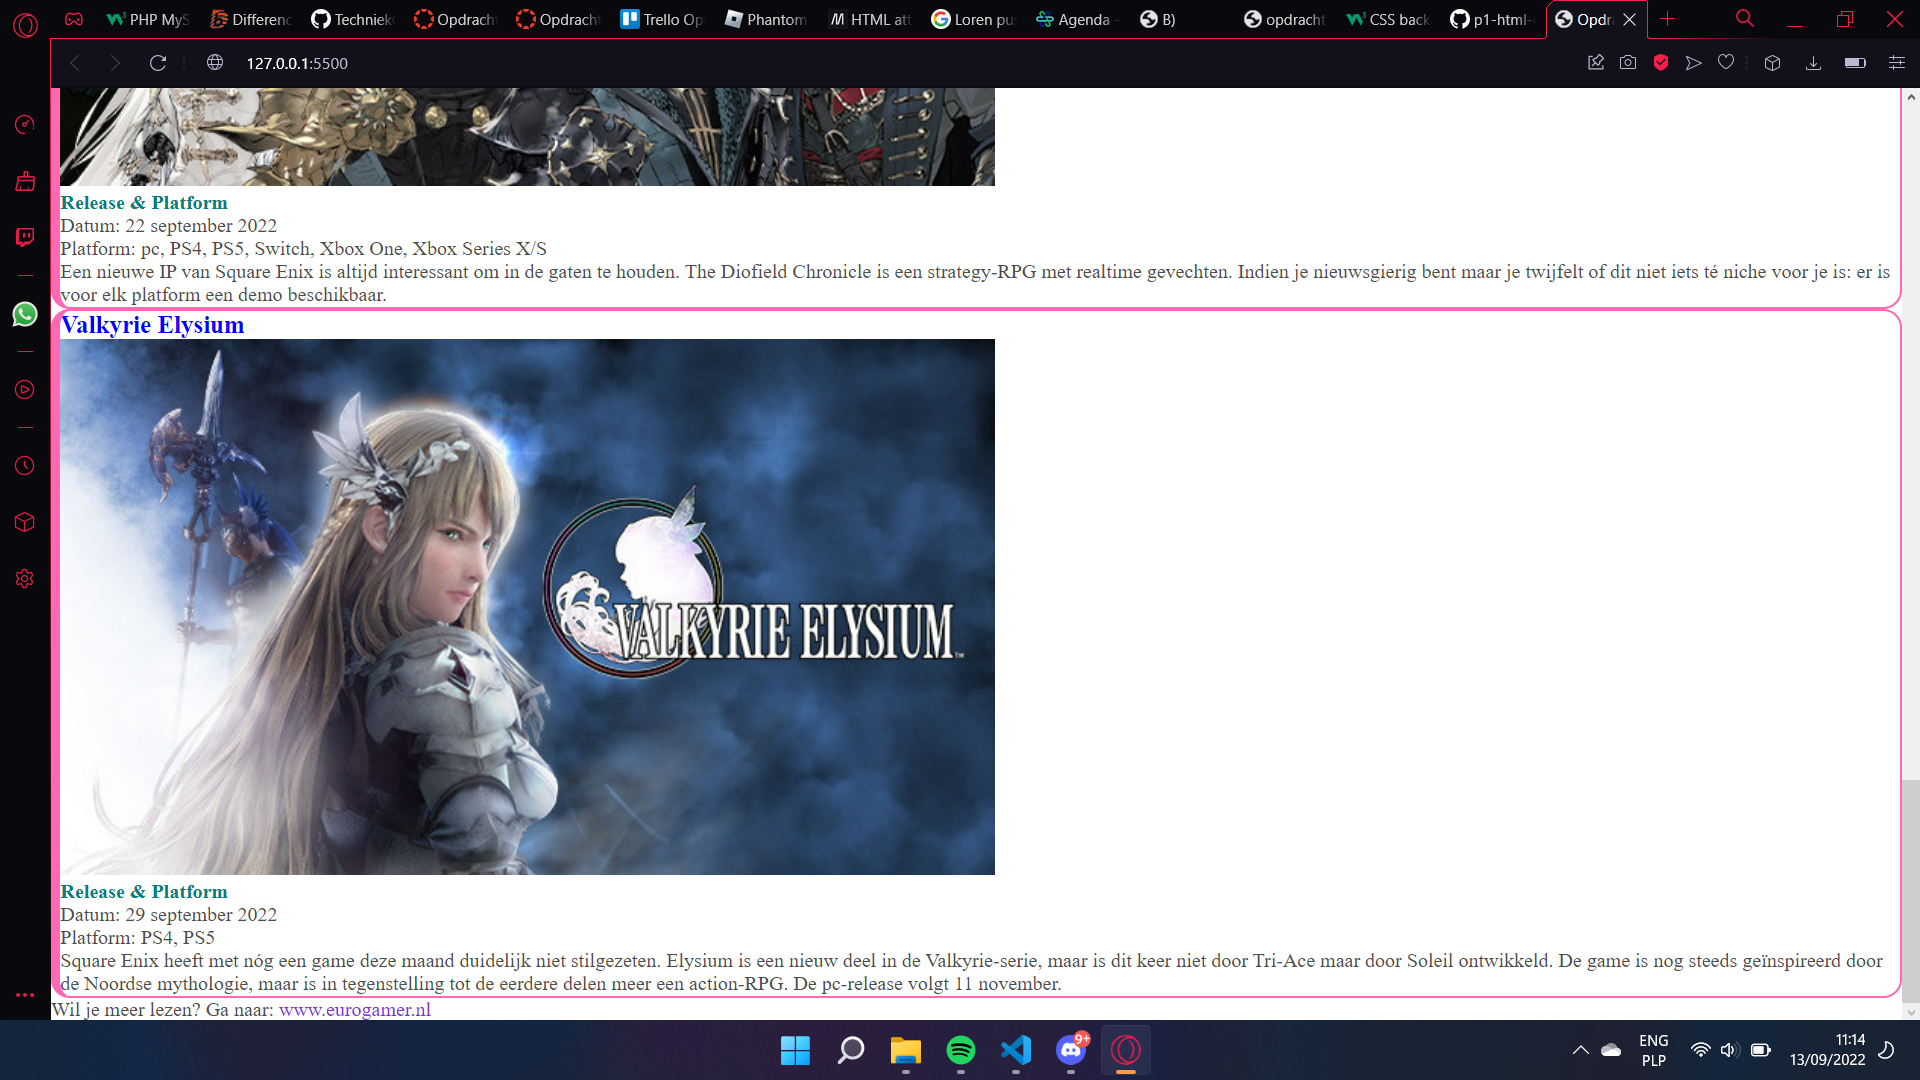 PHP MyS
Differenc
Techniek
Opdracht
Opdracht
Trello Op
Phantom
HTML att
Loren pus
Agenda -
B)
opdracht
CSS back
p1-html-
Opdr
127.0.0.1:5500
Release & Platform
Datum: 22 september 2022
Platform: pc, PS4, PS5, Switch, Xbox One, Xbox Series X/S
Een nieuwe IP van Square Enix is altijd interessant om in de gaten te houden. The Diofield Chronicle is een strategy-RPG met realtime gevechten. Indien je nieuwsgierig bent maar je twijfelt of dit niet iets té niche voor je is: er is
voor elk platform een demo beschikbaar.
Valkyrie Elysium
VALKYRIE ELYSIUM™
Release & Platform
Datum: 29 september 2022
Platform: PS4, PS5
Square Enix heeft met nóg een game deze maand duidelijk niet stilgezeten. Elysium is een nieuw deel in de Valkyrie-serie, maar is dit keer niet door Tri-Ace maar door Soleil ontwikkeld. De game is nog steeds geïnspireerd door
de Noordse mythologie, maar is in tegenstelling tot de eerdere delen meer een action-RPG. De pc-release volgt 11 november.
Wil je meer lezen? Ga naar: www.eurogamer.nl
9+
ENG
PLP
11:14
13/09/2022